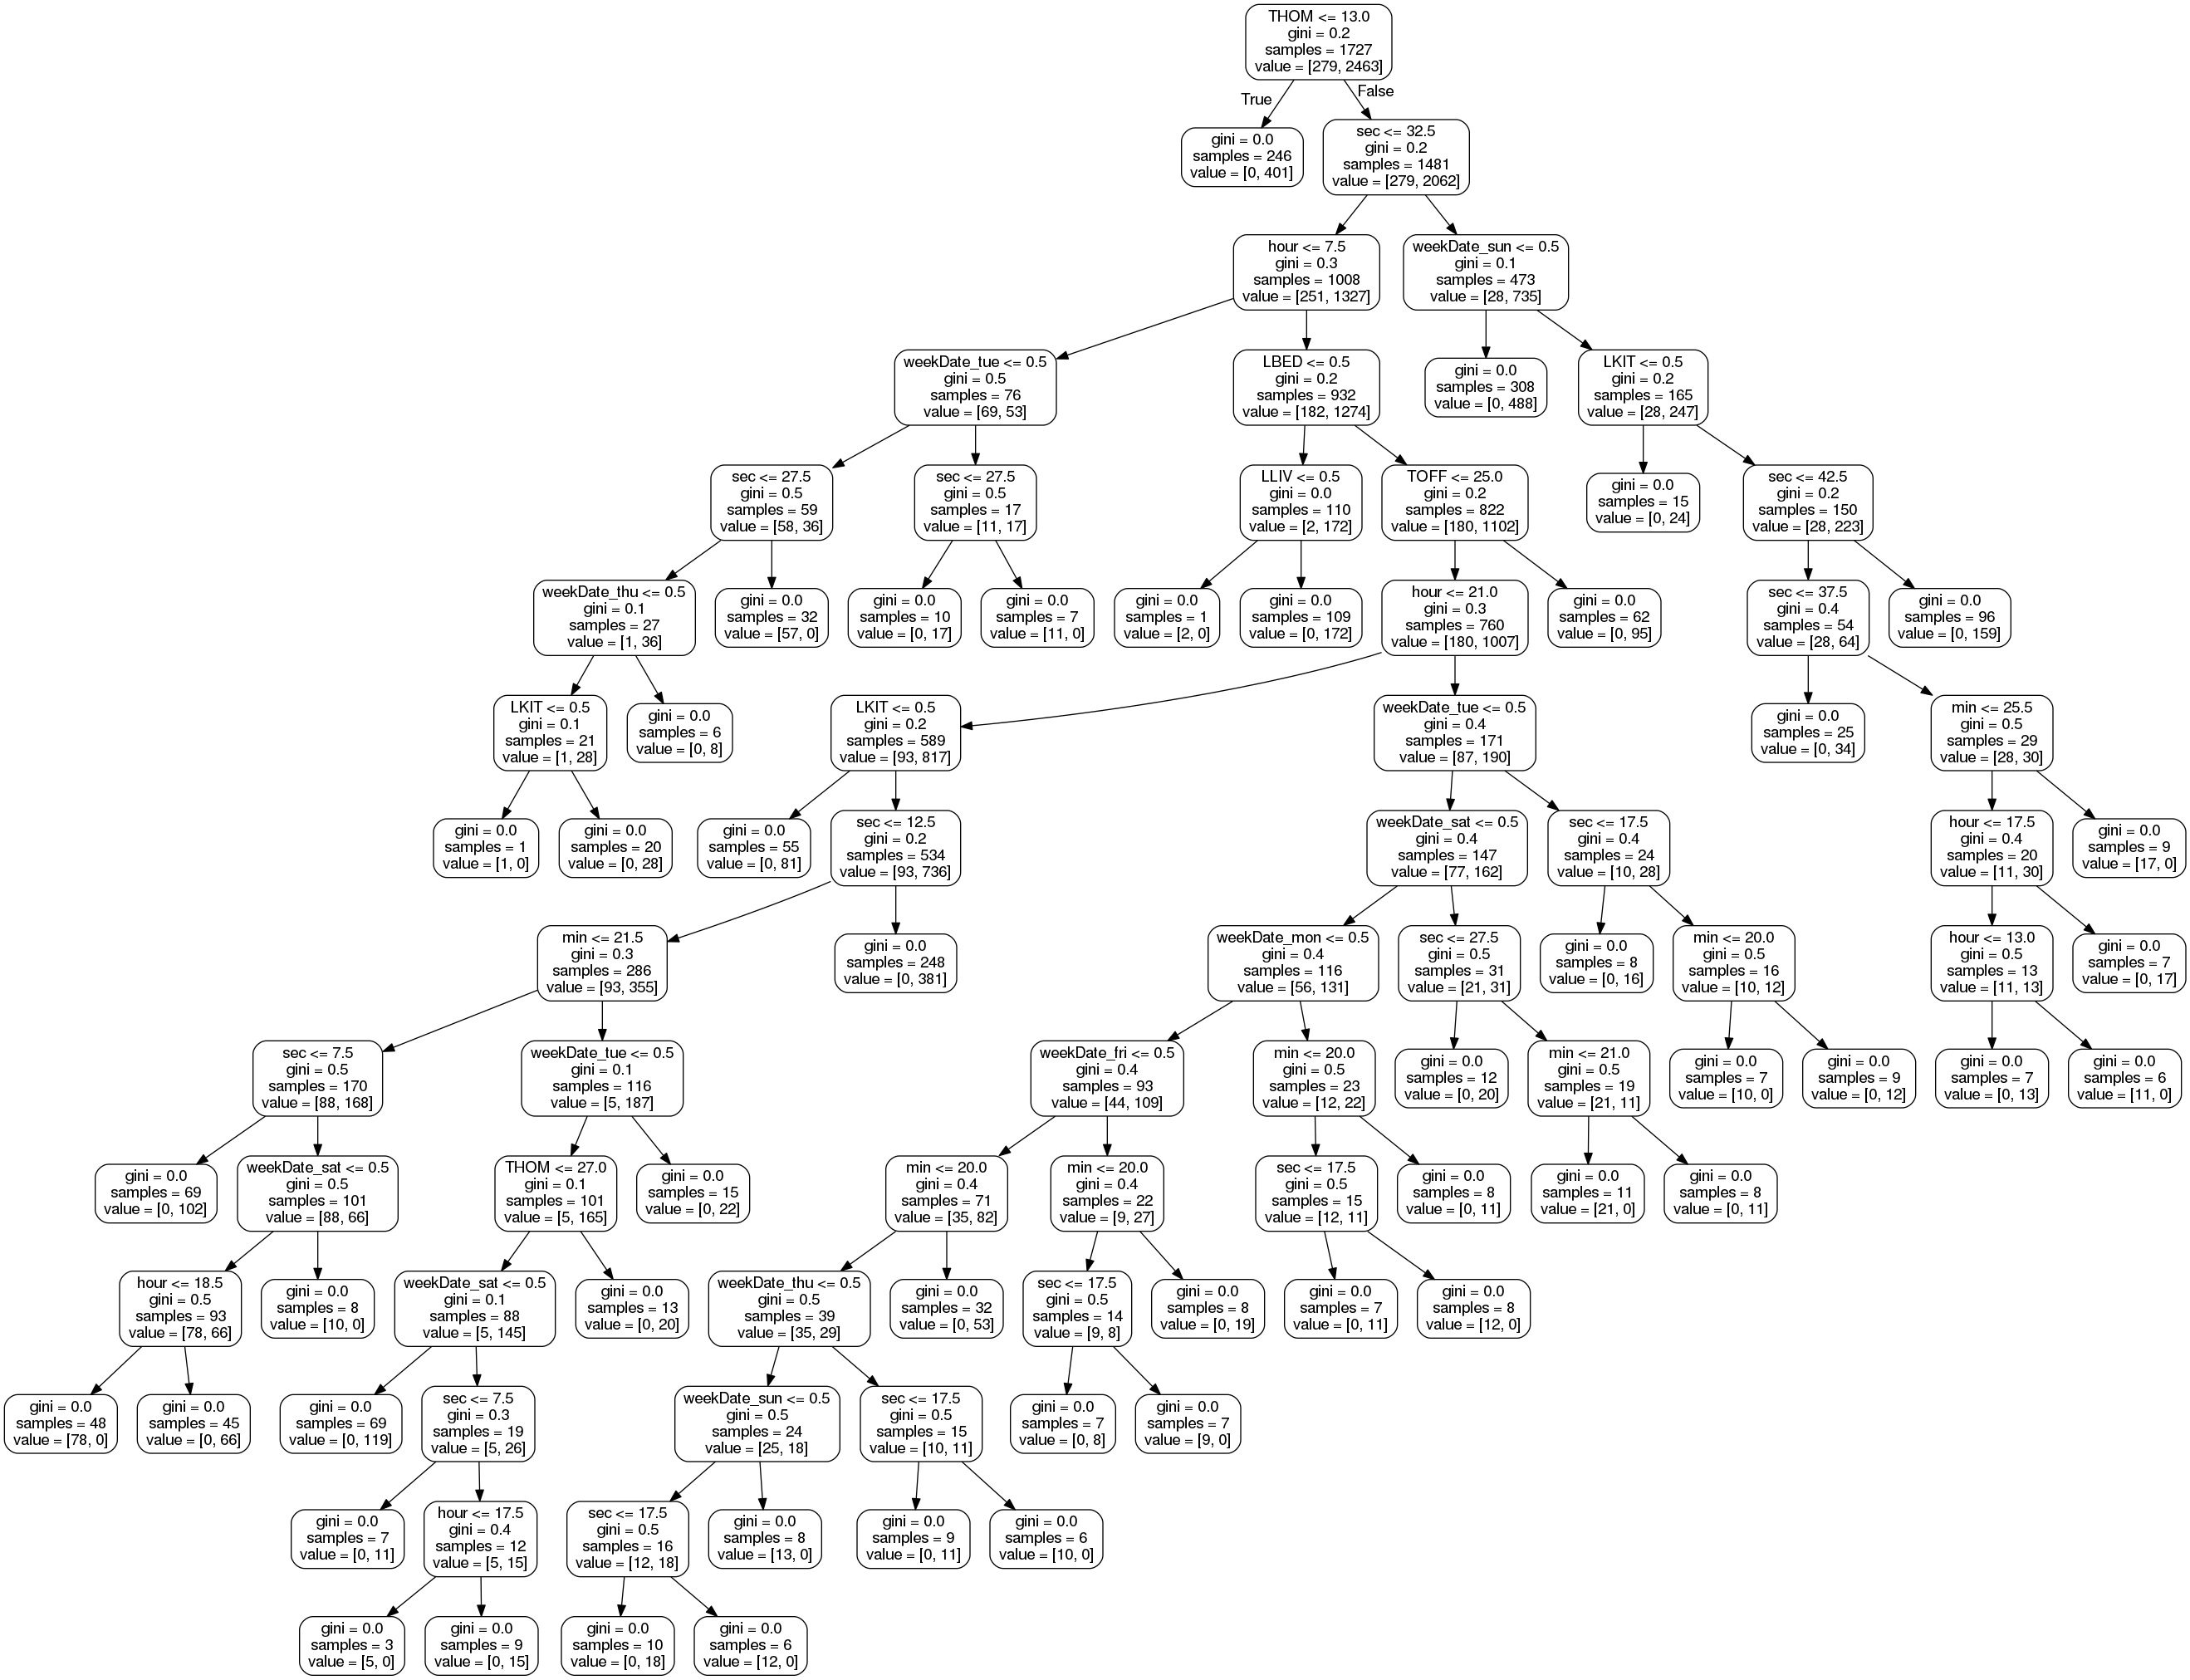 THOM <= 13.0
gini = 0.2
samples = 1727
value = [279, 2463]
True
False
gini = 0.0
samples = 246
value = [0, 401]
sec <= 32.5
gini = 0.2
samples = 1481
value = [279, 2062]
hour <= 7.5
gini = 0.3
samples = 1008
value = [251, 1327]
weekDate_sun <= 0.5
gini = 0.1
samples = 473
value = [28, 735]
weekDate_tue <= 0.5
gini = 0.5
samples = 76
value = [69, 53]
LBED <= 0.5
gini = 0.2
samples = 932
value = [182, 1274]
gini = 0.0
samples = 308
value = [0, 488]
LKIT <= 0.5
gini = 0.2
samples = 165
value = [28, 247]
sec <= 27.5
gini = 0.5
samples = 59
value = [58, 36]
sec <= 27.5
gini = 0.5
samples = 17
value = [11, 17]
LLIV <= 0.5
gini = 0.0
samples = 110
value = [2, 172]
TOFF <= 25.0
gini = 0.2
samples = 822
value = [180, 1102]
gini = 0.0
samples = 15
value = [0, 24]
sec <= 42.5
gini = 0.2
samples = 150
value = [28, 223]
weekDate_thu <= 0.5
gini = 0.1
samples = 27
value = [1, 36]
gini = 0.0
samples = 32
value = [57, 0]
gini = 0.0
samples = 10
value = [0, 17]
gini = 0.0
samples = 7
value = [11, 0]
gini = 0.0
samples = 1
value = [2, 0]
gini = 0.0
samples = 109
value = [0, 172]
hour <= 21.0
gini = 0.3
samples = 760
value = [180, 1007]
gini = 0.0
samples = 62
value = [0, 95]
sec <= 37.5
gini = 0.4
samples = 54
value = [28, 64]
gini = 0.0
samples = 96
value = [0, 159]
LKIT <= 0.5
gini = 0.1
samples = 21
value = [1, 28]
gini = 0.0
samples = 6
value = [0, 8]
LKIT <= 0.5
gini = 0.2
samples = 589
value = [93, 817]
weekDate_tue <= 0.5
gini = 0.4
samples = 171
value = [87, 190]
gini = 0.0
samples = 25
value = [0, 34]
min <= 25.5
gini = 0.5
samples = 29
value = [28, 30]
gini = 0.0
samples = 1
value = [1, 0]
gini = 0.0
samples = 20
value = [0, 28]
gini = 0.0
samples = 55
value = [0, 81]
sec <= 12.5
gini = 0.2
samples = 534
value = [93, 736]
weekDate_sat <= 0.5
gini = 0.4
samples = 147
value = [77, 162]
sec <= 17.5
gini = 0.4
samples = 24
value = [10, 28]
hour <= 17.5
gini = 0.4
samples = 20
value = [11, 30]
gini = 0.0
samples = 9
value = [17, 0]
min <= 21.5
gini = 0.3
samples = 286
value = [93, 355]
gini = 0.0
samples = 248
value = [0, 381]
weekDate_mon <= 0.5
gini = 0.4
samples = 116
value = [56, 131]
sec <= 27.5
gini = 0.5
samples = 31
value = [21, 31]
gini = 0.0
samples = 8
value = [0, 16]
min <= 20.0
gini = 0.5
samples = 16
value = [10, 12]
hour <= 13.0
gini = 0.5
samples = 13
value = [11, 13]
gini = 0.0
samples = 7
value = [0, 17]
sec <= 7.5
gini = 0.5
samples = 170
value = [88, 168]
weekDate_tue <= 0.5
gini = 0.1
samples = 116
value = [5, 187]
weekDate_fri <= 0.5
gini = 0.4
samples = 93
value = [44, 109]
min <= 20.0
gini = 0.5
samples = 23
value = [12, 22]
gini = 0.0
samples = 12
value = [0, 20]
min <= 21.0
gini = 0.5
samples = 19
value = [21, 11]
gini = 0.0
samples = 7
value = [10, 0]
gini = 0.0
samples = 9
value = [0, 12]
gini = 0.0
samples = 7
value = [0, 13]
gini = 0.0
samples = 6
value = [11, 0]
gini = 0.0
samples = 69
value = [0, 102]
weekDate_sat <= 0.5
gini = 0.5
samples = 101
value = [88, 66]
THOM <= 27.0
gini = 0.1
samples = 101
value = [5, 165]
gini = 0.0
samples = 15
value = [0, 22]
min <= 20.0
gini = 0.4
samples = 71
value = [35, 82]
min <= 20.0
gini = 0.4
samples = 22
value = [9, 27]
sec <= 17.5
gini = 0.5
samples = 15
value = [12, 11]
gini = 0.0
samples = 8
value = [0, 11]
gini = 0.0
samples = 11
value = [21, 0]
gini = 0.0
samples = 8
value = [0, 11]
hour <= 18.5
gini = 0.5
samples = 93
value = [78, 66]
gini = 0.0
samples = 8
value = [10, 0]
weekDate_sat <= 0.5
gini = 0.1
samples = 88
value = [5, 145]
gini = 0.0
samples = 13
value = [0, 20]
weekDate_thu <= 0.5
gini = 0.5
samples = 39
value = [35, 29]
gini = 0.0
samples = 32
value = [0, 53]
sec <= 17.5
gini = 0.5
samples = 14
value = [9, 8]
gini = 0.0
samples = 8
value = [0, 19]
gini = 0.0
samples = 7
value = [0, 11]
gini = 0.0
samples = 8
value = [12, 0]
gini = 0.0
samples = 48
value = [78, 0]
gini = 0.0
samples = 45
value = [0, 66]
gini = 0.0
samples = 69
value = [0, 119]
sec <= 7.5
gini = 0.3
samples = 19
value = [5, 26]
weekDate_sun <= 0.5
gini = 0.5
samples = 24
value = [25, 18]
sec <= 17.5
gini = 0.5
samples = 15
value = [10, 11]
gini = 0.0
samples = 7
value = [0, 8]
gini = 0.0
samples = 7
value = [9, 0]
gini = 0.0
samples = 7
value = [0, 11]
hour <= 17.5
gini = 0.4
samples = 12
value = [5, 15]
sec <= 17.5
gini = 0.5
samples = 16
value = [12, 18]
gini = 0.0
samples = 8
value = [13, 0]
gini = 0.0
samples = 9
value = [0, 11]
gini = 0.0
samples = 6
value = [10, 0]
gini = 0.0
samples = 3
value = [5, 0]
gini = 0.0
samples = 9
value = [0, 15]
gini = 0.0
samples = 10
value = [0, 18]
gini = 0.0
samples = 6
value = [12, 0]